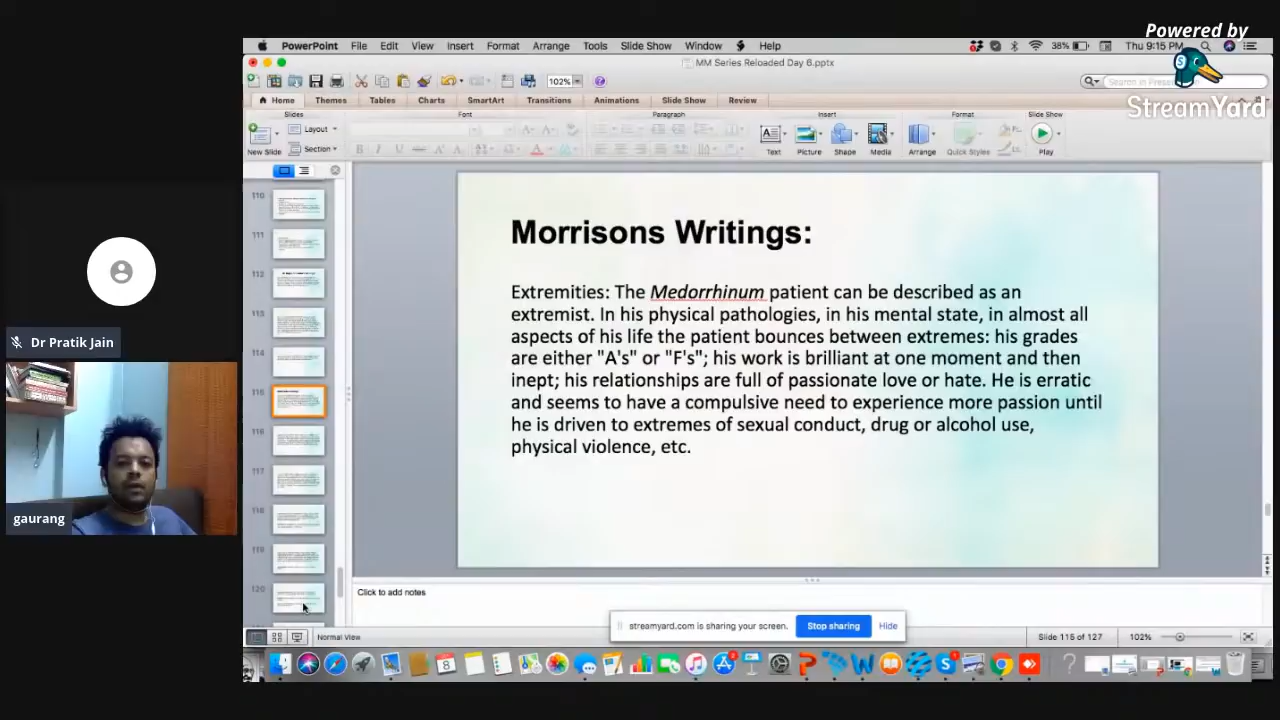 Powered by
StreamYard
PowerPoint File Edit View Insert Format Arrange Tools Slide Show Window Help
38% Thu 9:15 PM
MM Series Reloaded Day 6.pptx
102%
Search in Presen
Home Themes Tables Charts SmartArt Transitions Animations Slide Show Review
Slides Font Paragraph Insert Format Slide Show
Layout
New Slide Section
Text Picture Shape Media Arrange Quick Styles Play
110
111
112
113
114
115
116
117
118
119
120
Morrisons Writings:
Extremities: The Medorrhinum patient can be described as an
extremist. In his physical pathologies, in his mental state, in almost all
aspects of his life the patient bounces between extremes: his grades
are either "A's" or "F's"; his work is brilliant at one moment and then
inept; his relationships are full of passionate love or hate. He is erratic
and seems to have a compulsive need to experience more passion until
he is driven to extremes of sexual conduct, drug or alcohol use,
physical violence, etc.
Dr Pratik Jain
gaurang
Click to add notes
streamyard.com is sharing your screen. Stop sharing Hide
Normal View Slide 115 of 127 102%